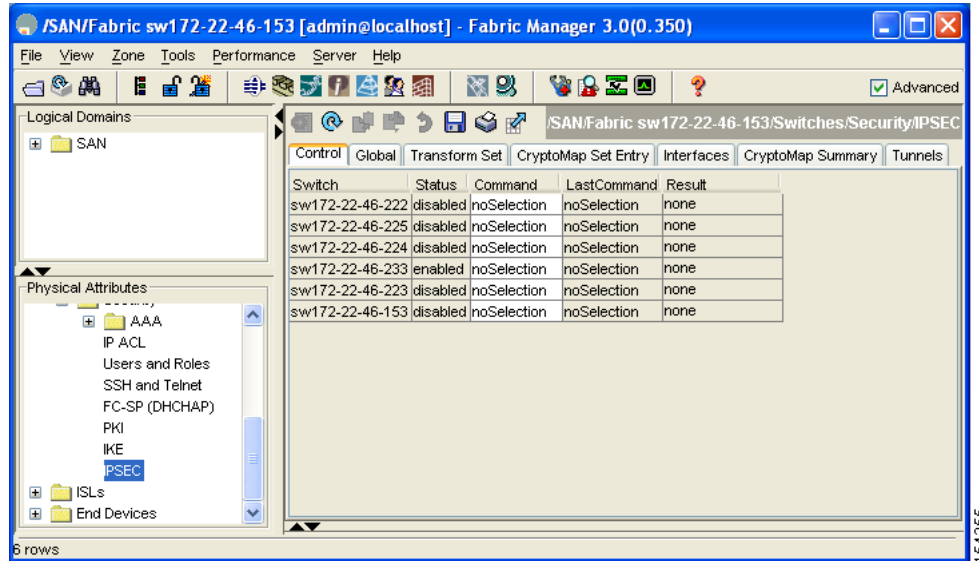 /SAN/Fabric sw172-22-46-153 [admin@localhost] - Fabric Manager 3.0(0.350)
File View Zone Tools Performance Server Help
Advanced
Logical Domains
SAN
/SAN/Fabric sw172-22-46-153/Switches/Security/IPSEC
Control Global Transform Set CryptoMap Set Entry Interfaces CryptoMap Summary Tunnels
Switch Status Command LastCommand Result
sw172-22-46-222 disabled noSelection noSelection none
sw172-22-46-225 disabled noSelection noSelection none
sw172-22-46-224 disabled noSelection noSelection none
sw172-22-46-233 enabled noSelection noSelection none
sw172-22-46-223 disabled noSelection noSelection none
sw172-22-46-153 disabled noSelection noSelection none
Physical Attributes
Security
AAA
IP ACL
Users and Roles
SSH and Telnet
FC-SP (DHCHAP)
PKI
IKE
IPSEC
ISLs
End Devices
6 rows